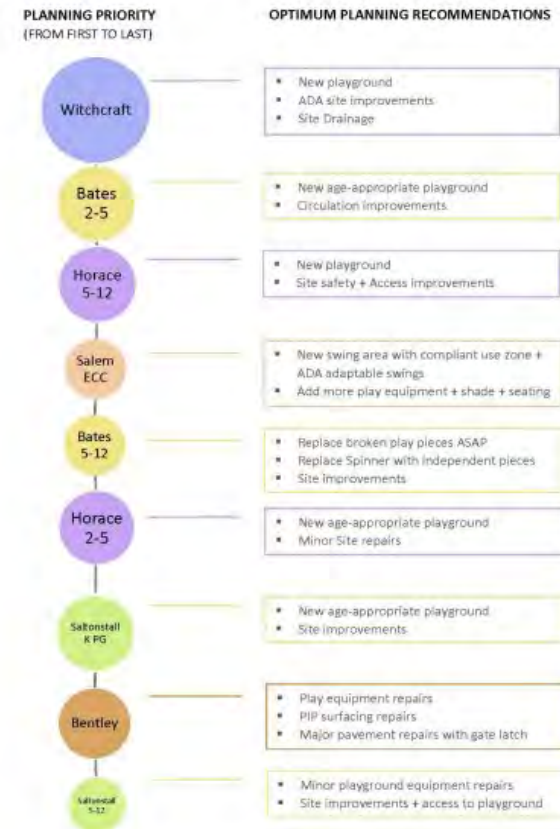 PLANNING PRIORITY
(FROM FIRST TO LAST)
OPTIMUM PLANNING RECOMMENDATIONS
Witchcraft
▪ New playground
▪ ADA site improvements
▪ Site Drainage
Bates
2-5
▪ New age-appropriate playground
▪ Circulation improvements
Horace
5-12
▪ New playground
▪ Site safety + Access improvements
Salem
ECC
▪ New swing area with compliant use zone +
ADA adaptable swings
▪ Add more play equipment + shade + seating
Bates
5-12
▪ Replace broken play pieces ASAP
▪ Replace Spinner with independent pieces
▪ Site improvements
Horace
2-5
▪ New age-appropriate playground
▪ Minor Site repairs
Saltonstall
K PG
▪ New age-appropriate playground
▪ Site improvements
Bentley
▪ Play equipment repairs
▪ PIP surfacing repairs
▪ Major pavement repairs with gate latch
Saltonstall
5-12
▪ Minor playground equipment repairs
▪ Site improvements + access to playground